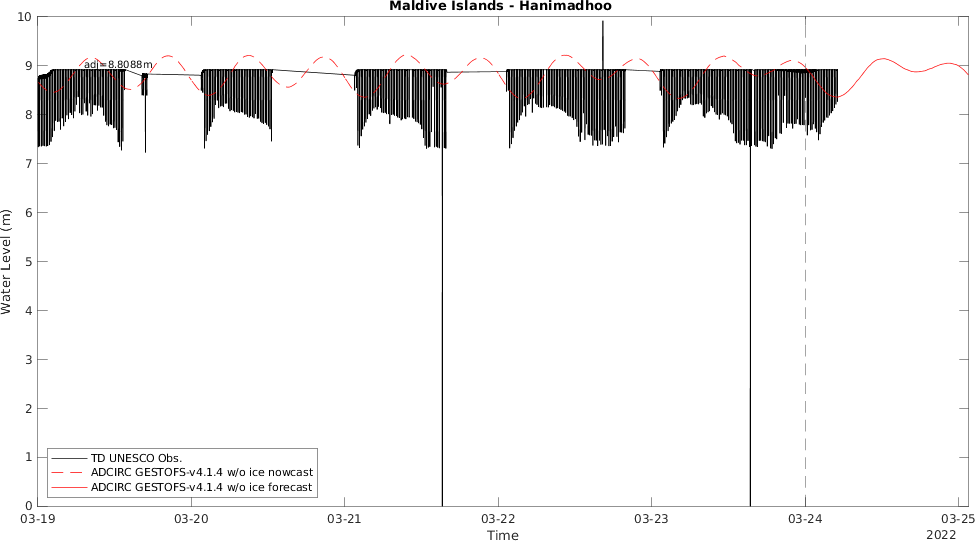 Maldive Islands - Hanimadhoo
Water Level (m)
10
9
8
7
6
5
4
3
2
1
0
adj=8.8088m
TD UNESCO Obs.
ADCIRC GESTOFS-v4.1.4 w/o ice nowcast
ADCIRC GESTOFS-v4.1.4 w/o ice forecast
03-19 03-20 03-21 03-22 03-23 03-24 03-25
Time
2022